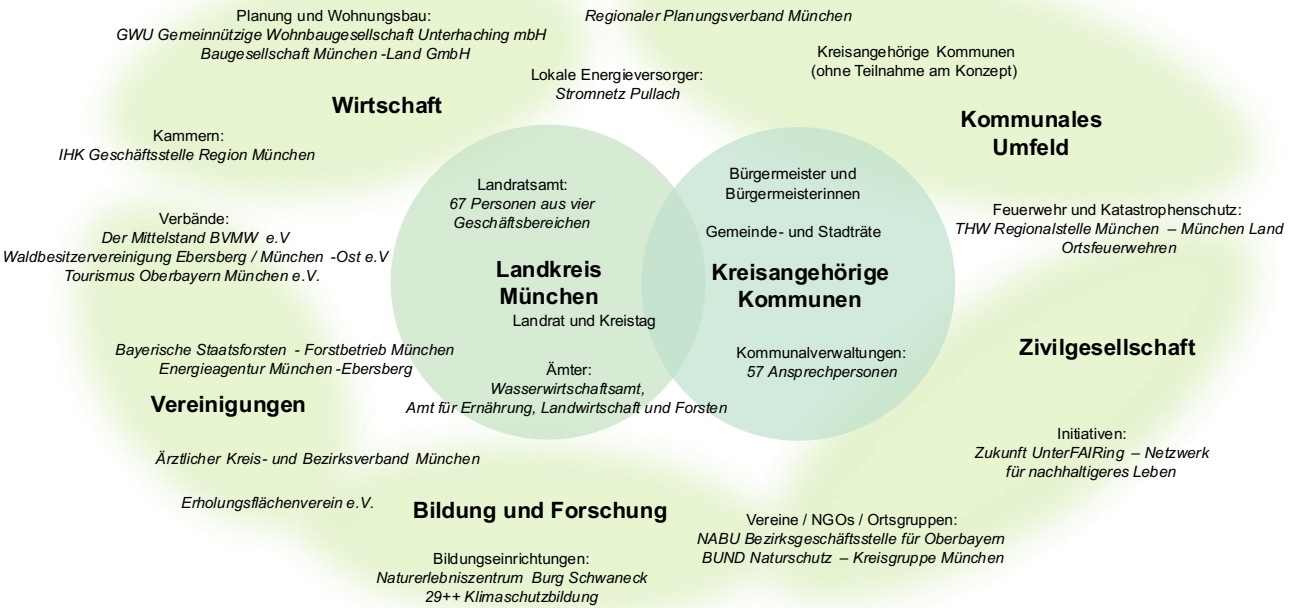 Planung und Wohnungsbau:
GWU Gemeinnützige Wohnbaugesellschaft Unterhaching mbH
Baugesellschaft München -Land GmbH
Regionaler Planungsverband München
Kreisangehörige Kommunen
(ohne Teilnahme am Konzept)
Lokale Energieversorger:
Stromnetz Pullach
Wirtschaft
Kommunales
Umfeld
Kammern:
IHK Geschäftsstelle Region München
Landratsamt:
67 Personen aus vier
Geschäftsbereichen
Bürgermeister und
Bürgermeisterinnen
Gemeinde- und Stadträte
Verbände:
Der Mittelstand BVMW e.V
Waldbesitzervereinigung Ebersberg / München -Ost e.V
Tourismus Oberbayern München e.V.
Feuerwehr und Katastrophenschutz:
THW Regionalstelle München – München Land
Ortsfeuerwehren
Landkreis
München
Landrat und Kreistag
Kreisangehörige
Kommunen
Bayerische Staatsforsten - Forstbetrieb München
Energieagentur München -Ebersberg
Vereinigungen
Ämter:
Wasserwirtschaftsamt,
Amt für Ernährung, Landwirtschaft und Forsten
Kommunalverwaltungen:
57 Ansprechpersonen
Zivilgesellschaft
Ärztlicher Kreis- und Bezirksverband München
Erholungsflächenverein e.V.
Bildung und Forschung
Bildungseinrichtungen:
Naturerlebniszentrum Burg Schwaneck
29++ Klimaschutzbildung
Initiativen:
Zukunft UnterFAIRing – Netzwerk
für nachhaltigeres Leben
Vereine / NGOs / Ortsgruppen:
NABU Bezirksgeschäftsstelle für Oberbayern
BUND Naturschutz – Kreisgruppe München